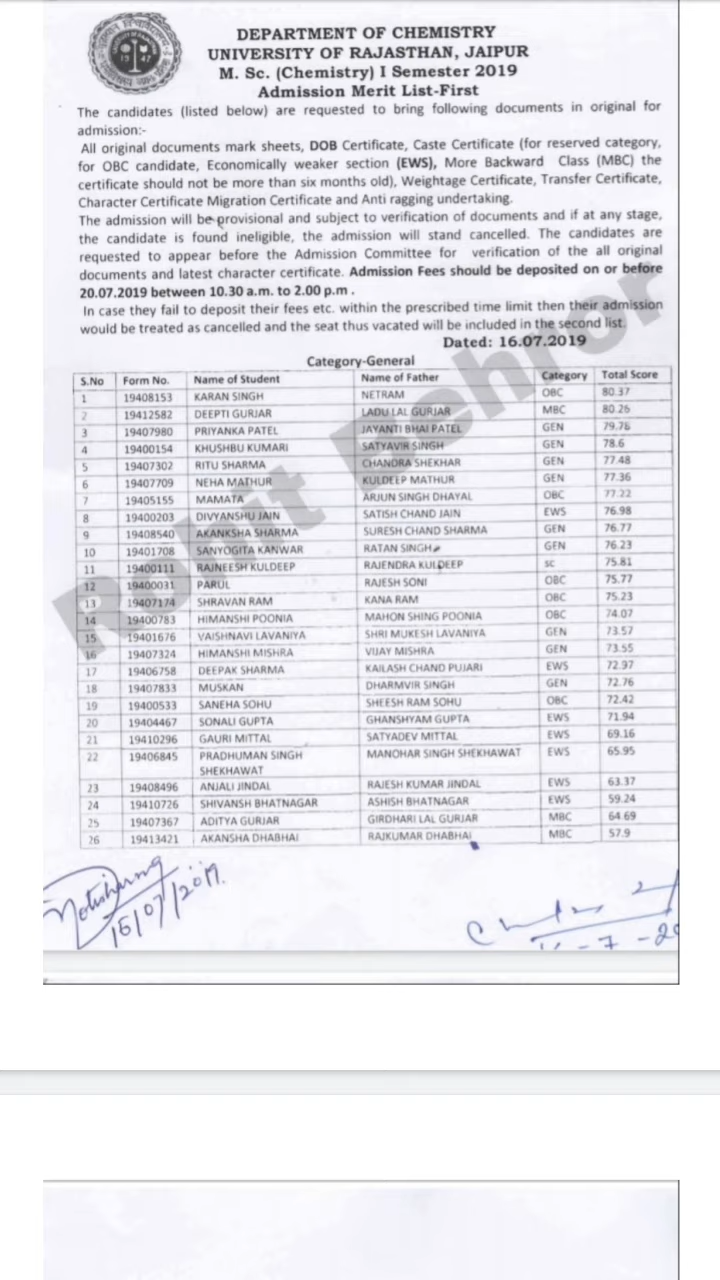 DEPARTMENT OF CHEMISTRY
UNIVERSITY OF RAJASTHAN, JAIPUR
M. Sc. (Chemistry) I Semester 2019
Admission Merit List-First
The candidates (listed below) are requested to bring following documents in original for
admission:-
All original documents mark sheets, DOB Certificate, Caste Certificate (for reserved category,
for OBC candidate, Economically weaker section (EWS), More Backward Class (MBC) the
certificate should not be more than six months old), Weightage Certificate, Transfer Certificate,
Character Certificate Migration Certificate and Anti ragging undertaking.
The admission will be provisional and subject to verification of documents and if at any stage,
the candidate is found ineligible, the admission will stand cancelled. The candidates are
requested to appear before the Admission Committee for verification of the all original
documents and latest character certificate. Admission Fees should be deposited on or before
20.07.2019 between 10.30 a.m. to 2.00 p.m .
In case they fail to deposit their fees etc. within the prescribed time limit then their admission
would be treated as cancelled and the seat thus vacated will be included in the second list.
Dated: 16.07.2019
Category-General
S.No Form No. Name of Student Name of Father Category Total Score
1 19408153 KARAN SINGH NETRAM OBC 80.37
2 19412582 DEEPTI GURJAR LADU LAL GURJAR MBC 80.26
3 19407980 PRIYANKA PATEL JAYANTI BHAI PATEL GEN 79.76
4 19400154 KHUSHBU KUMARI SATYAVIR SINGH GEN 78.6
5 19407302 RITU SHARMA CHANDRA SHEKHAR GEN 77.48
6 19407709 NEHA MATHUR KULDEEP MATHUR GEN 77.36
7 19405155 MAMATA ARJUN SINGH DHAYAL OBC 77.22
8 19400203 DIVYANSHU JAIN SATISH CHAND JAIN EWS 76.98
9 19408540 AKANKSHA SHARMA SURESH CHAND SHARMA GEN 76.77
10 19401708 SANYOGITA KANWAR RATAN SINGH GEN 76.23
11 19400111 RAJNEESH KULDEEP RAJENDRA KULDEEP SC 75.81
12 19400031 PARUL RAJESH SONI OBC 75.77
13 19407174 SHRAVAN RAM KANA RAM OBC 75.23
14 19400783 HIMANSHI POONIA MAHON SHING POONIA OBC 74.07
15 19401676 VAISHNAVI LAVANIYA SHRI MUKESH LAVANIYA GEN 73.57
16 19407324 HIMANSHI MISHRA VIJAY MISHRA GEN 73.55
17 19406758 DEEPAK SHARMA KAILASH CHAND PUJARI EWS 72.97
18 19407833 MUSKAN DHARMVIR SINGH GEN 72.76
19 19400533 SANEHA SOHU SHEESH RAM SOHU OBC 72.42
20 19404467 SONALI GUPTA GHANSHYAM GUPTA EWS 71.94
21 19410296 GAURI MITTAL SATYADEV MITTAL EWS 69.16
22 19406845 PRADHUMAN SINGH MANOHAR SINGH SHEKHAWAT EWS 65.95
SHEKHAWAT
23 19408496 ANJALI JINDAL RAJESH KUMAR JINDAL EWS 63.37
24 19410726 SHIVANSH BHATNAGAR ASHISH BHATNAGAR EWS 59.24
25 19407367 ADITYA GURJAR GIRDHARI LAL GURJAR MBC 64.69
26 19413421 AKANSHA DHABHAI RAJKUMAR DHABHAI MBC 57.9
16/07/2019.